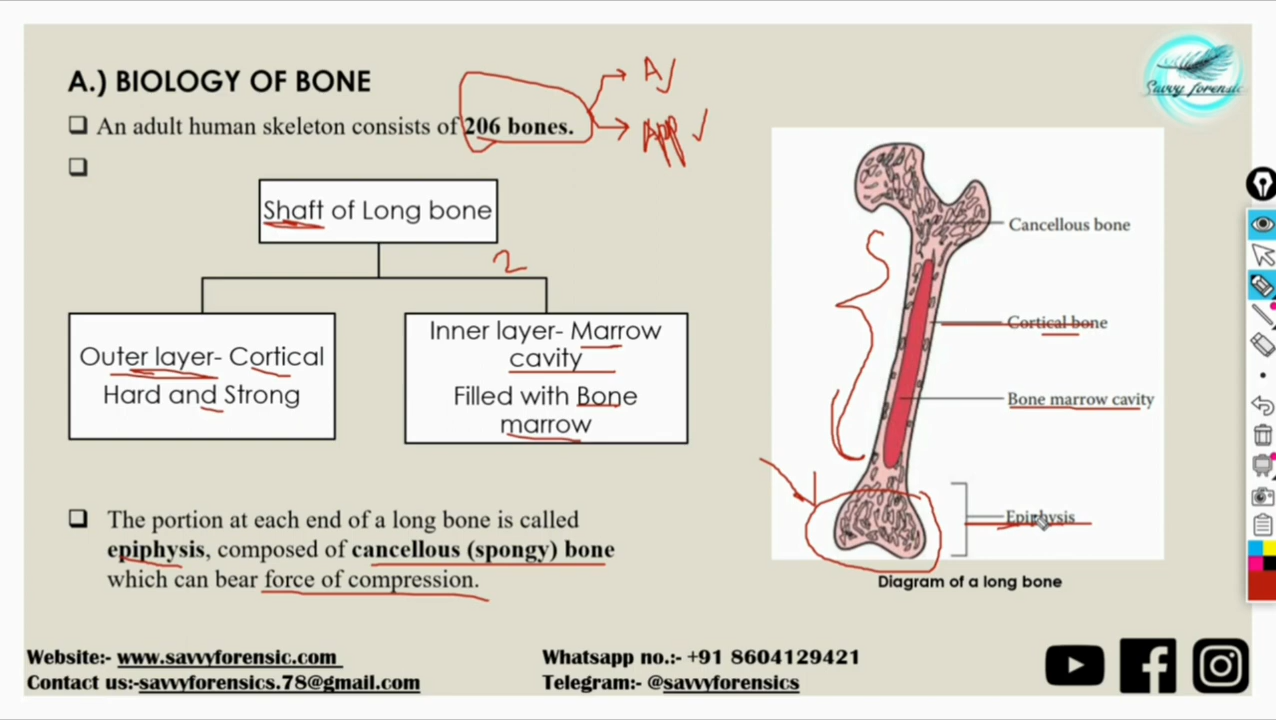 A.) BIOLOGY OF BONE
An adult human skeleton consists of 206 bones.
A
App
Savvy forensic
Shaft of Long bone
2
Outer layer- Cortical
Hard and Strong
Inner layer- Marrow
cavity
Filled with Bone
marrow
Cancellous bone
Cortical bone
Bone marrow cavity
Epiphysis
Diagram of a long bone
The portion at each end of a long bone is called
epiphysis, composed of cancellous (spongy) bone
which can bear force of compression.
Website:- www.savvyforensic.com
Contact us:-savvyforensics.78@gmail.com
Whatsapp no.:- +91 8604129421
Telegram:- @savvyforensics